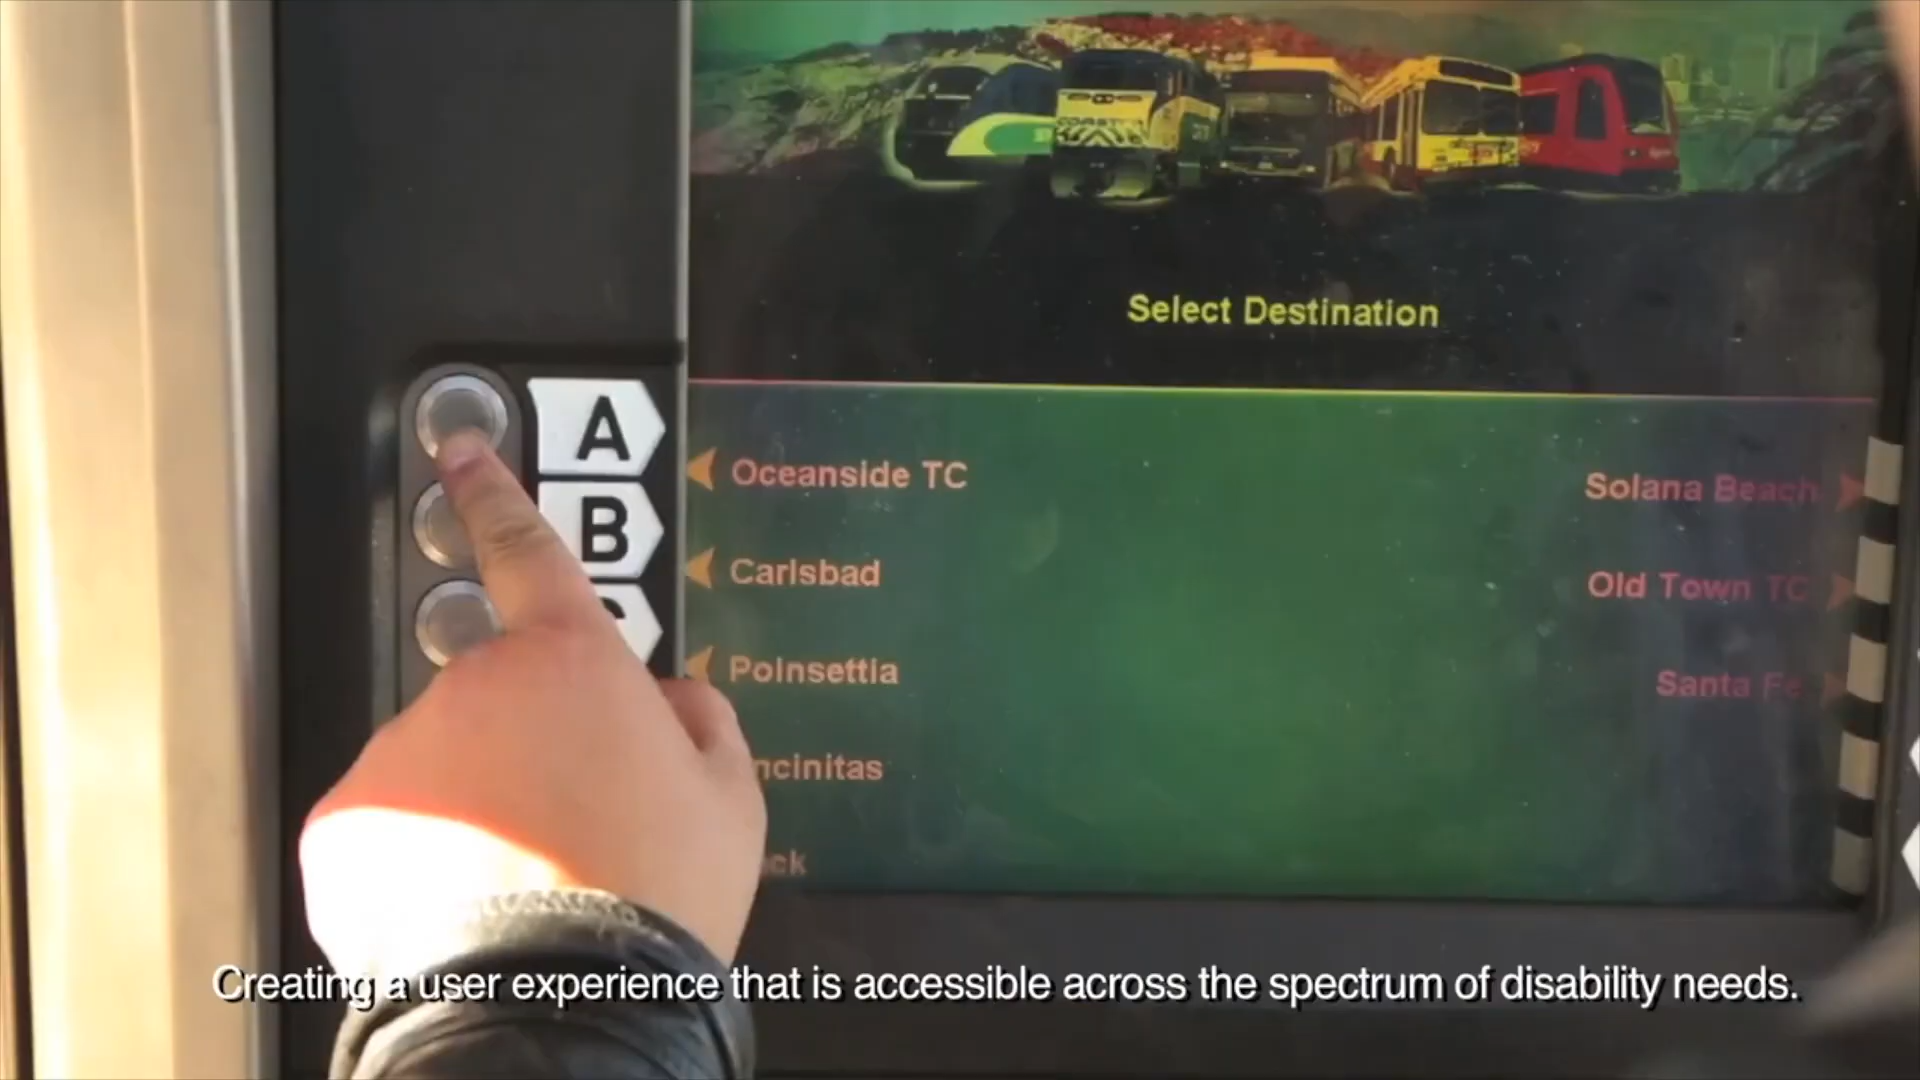 COASTER
Select Destination
A
Oceanside TC
Solana Beach
B
Carlsbad
Old Town TC
Poinsettia
Santa Fe
ncinitas
ck
Creating a user experience that is accessible across the spectrum of disability needs.